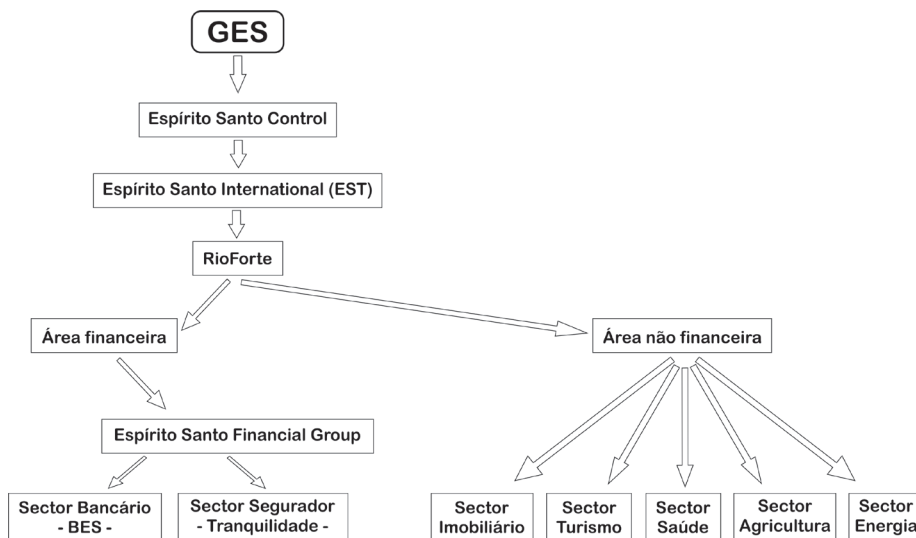 GES
Espírito Santo Control
Espírito Santo International (EST)
RioForte
Área financeira
Área não financeira
Espírito Santo Financial Group
Sector Bancário
- BES -
Sector Segurador
- Tranquilidade -
Sector
Imobiliário
Sector
Turismo
Sector
Saúde
Sector
Agricultura
Sector
Energia